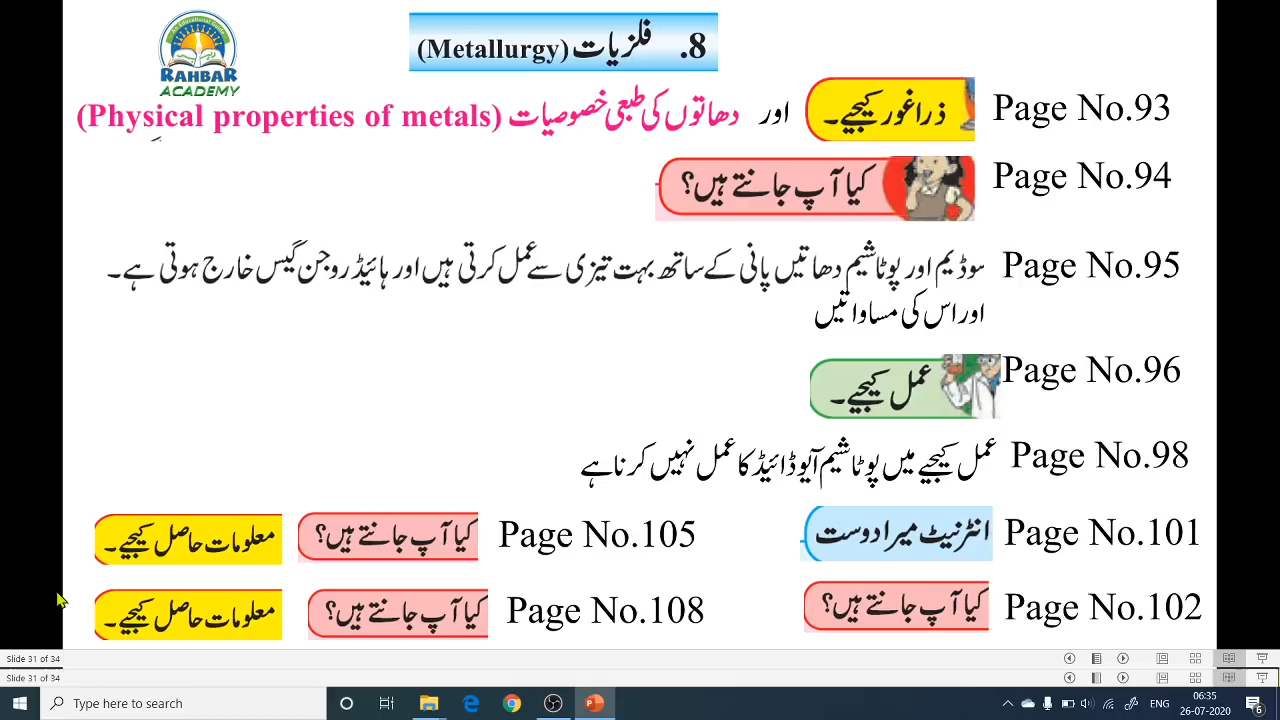 RAHBAR
ACADEMY
8. فلزیات (Metallurgy)
Page No.93 ذرا غور کیجیے۔ اور دھاتوں کی طبعی خصوصیات (Physical properties of metals)
Page No.94 کیا آپ جانتے ہیں؟
Page No.95 سوڈیم اور پوٹاشیم دھاتیں پانی کے ساتھ بہت تیزی سے عمل کرتی ہیں اور ہائیڈروجن گیس خارج ہوتی ہے۔
اور اس کی مساواتیں
Page No.96 عمل کیجیے۔
Page No.98 عمل کیجیے میں پوٹاشیم آیوڈائیڈ کا عمل نہیں کرنا ہے
Page No.101 انٹرنیٹ میرا دوست Page No.105 کیا آپ جانتے ہیں؟ معلومات حاصل کیجیے۔
Page No.102 کیا آپ جانتے ہیں؟ Page No.108 کیا آپ جانتے ہیں؟ معلومات حاصل کیجیے۔
Slide 31 of 34
Slide 31 of 34
Type here to search
ENG
06:35
26-07-2020
6